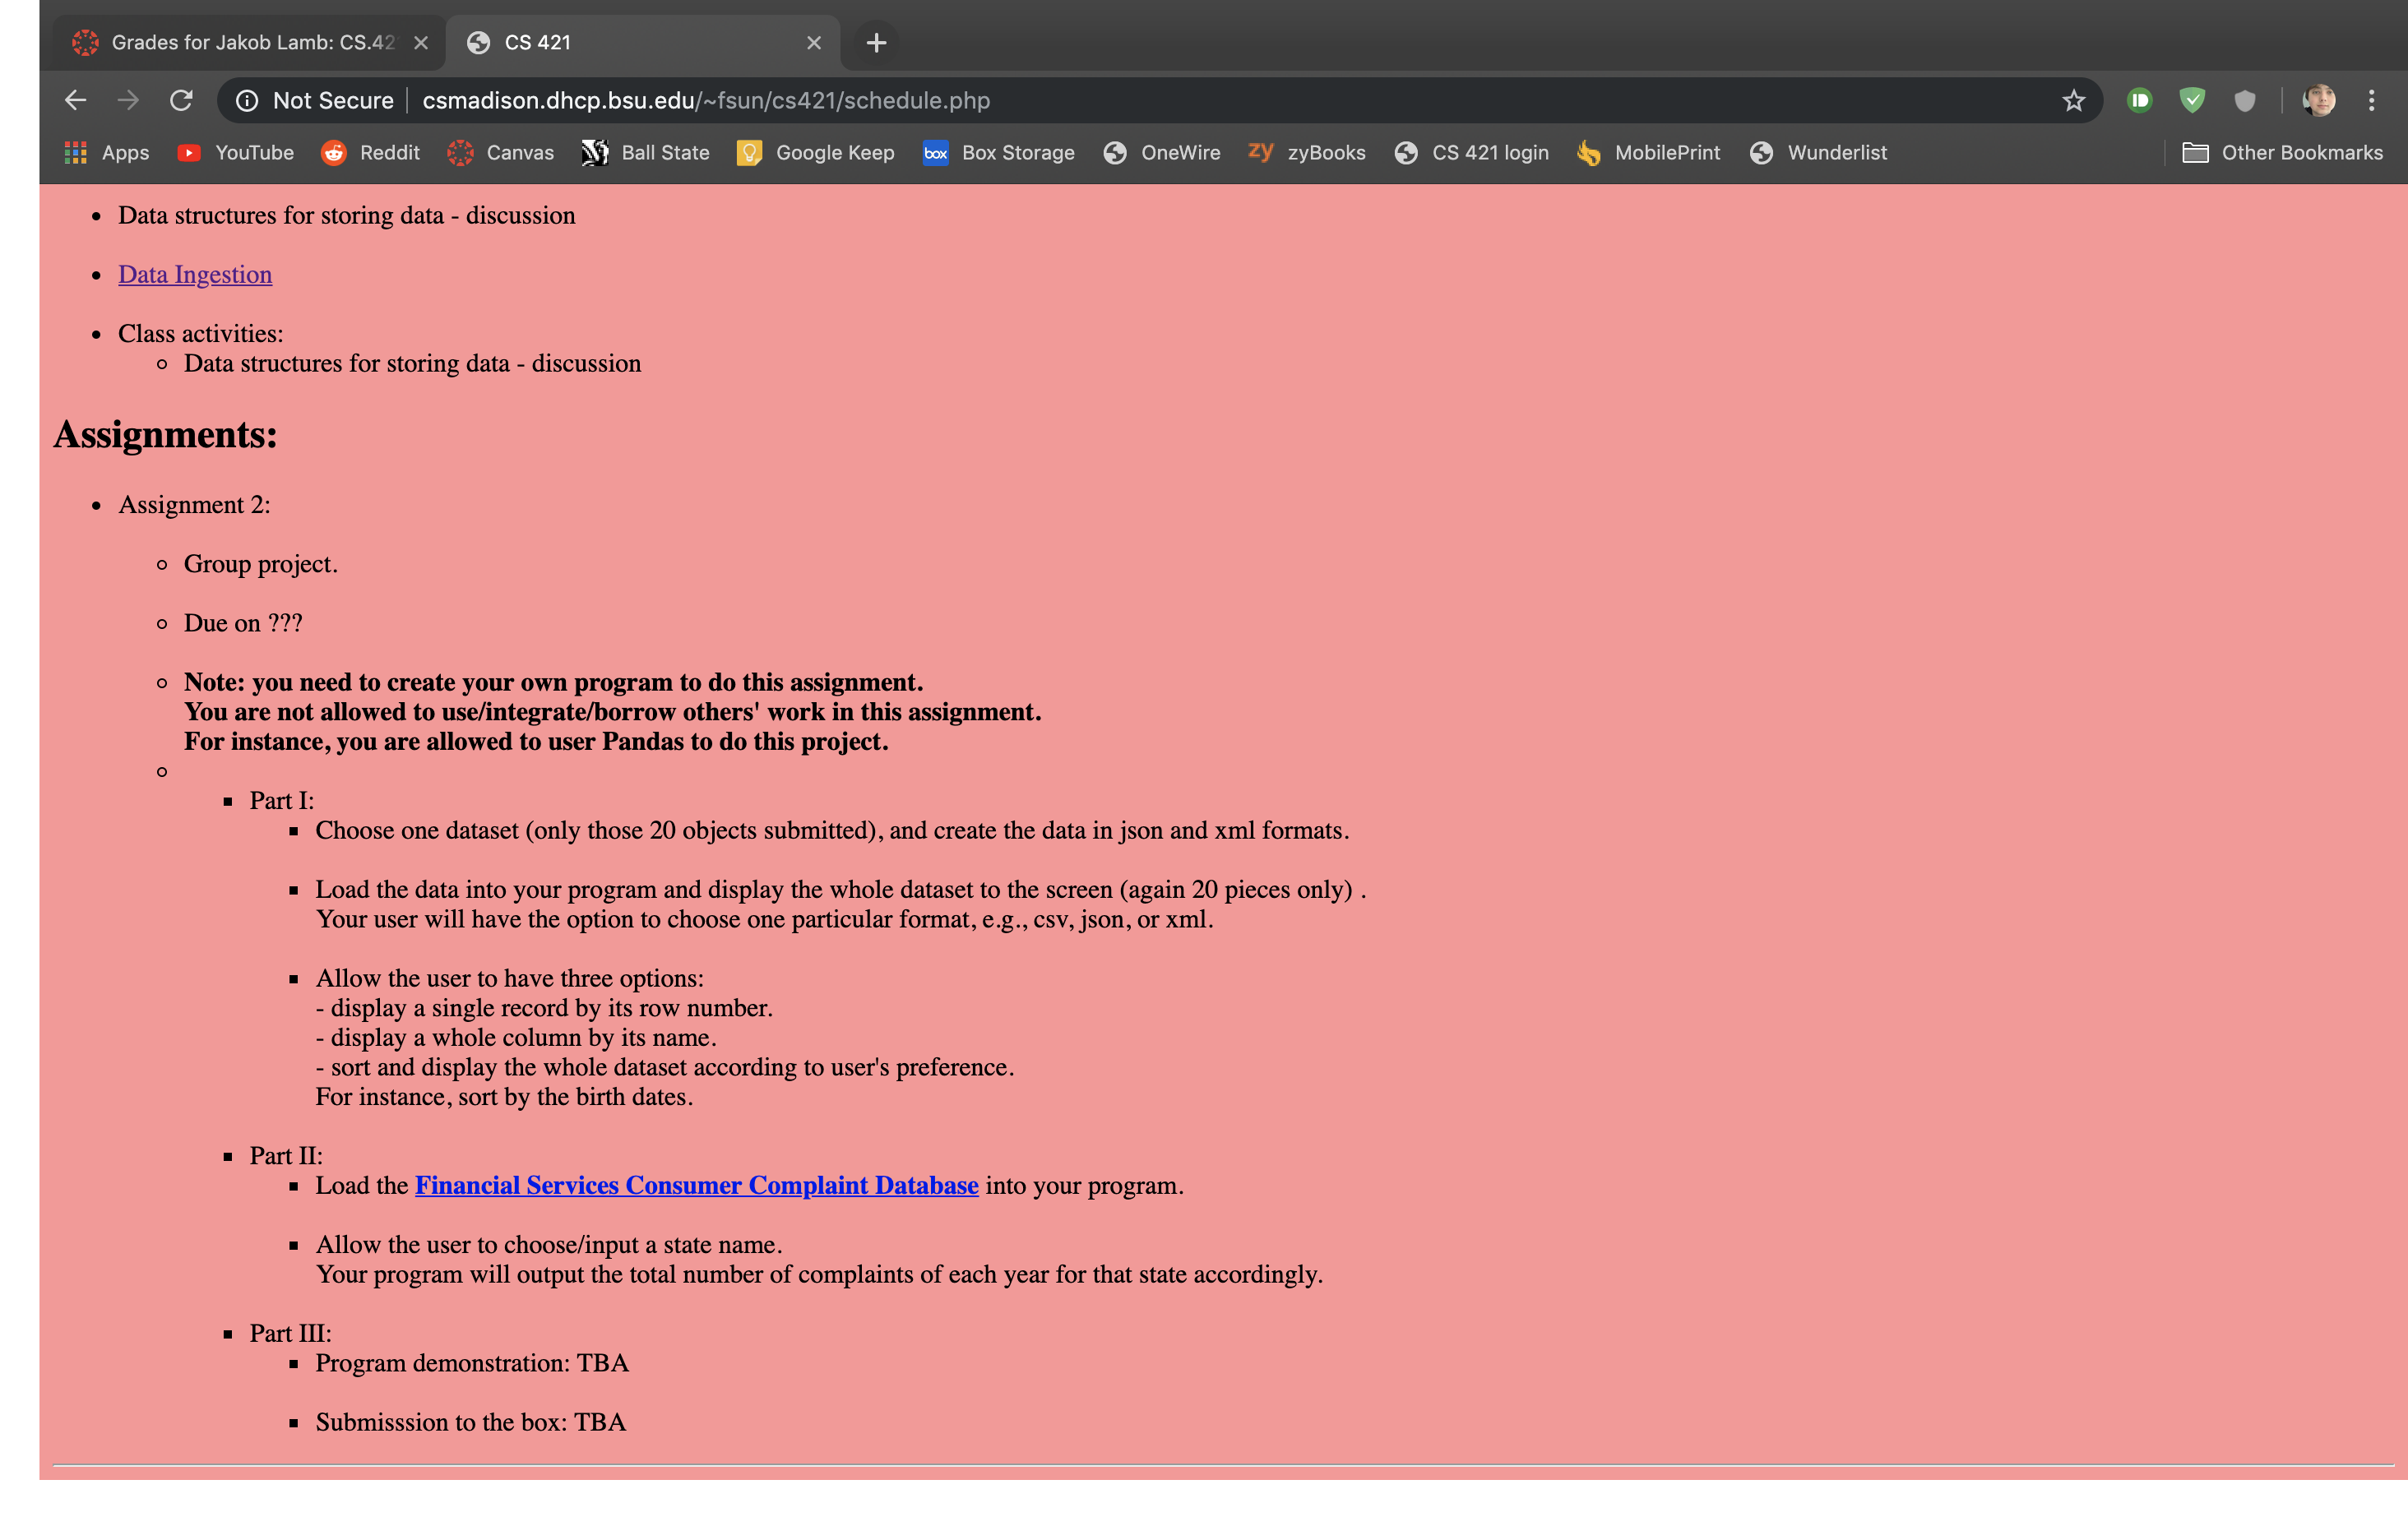 Grades for Jakob Lamb: CS.42
CS 421
Not Secure
csmadison.dhcp.bsu.edu/~fsun/cs421/schedule.php
Apps
YouTube
Reddit
Canvas
Ball State
Google Keep
box
Box Storage
OneWire
zy
zyBooks
CS 421 login
MobilePrint
Wunderlist
Other Bookmarks
Data structures for storing data - discussion
Data Ingestion
Class activities:
Data structures for storing data - discussion
Assignments:
Assignment 2:
Group project.
Due on ???
Note: you need to create your own program to do this assignment.
You are not allowed to use/integrate/borrow others' work in this assignment.
For instance, you are allowed to user Pandas to do this project.
Part I:
Choose one dataset (only those 20 objects submitted), and create the data in json and xml formats.
Load the data into your program and display the whole dataset to the screen (again 20 pieces only) .
Your user will have the option to choose one particular format, e.g., csv, json, or xml.
Allow the user to have three options:
- display a single record by its row number.
- display a whole column by its name.
- sort and display the whole dataset according to user's preference.
For instance, sort by the birth dates.
Part II:
Load the Financial Services Consumer Complaint Database into your program.
Allow the user to choose/input a state name.
Your program will output the total number of complaints of each year for that state accordingly.
Part III:
Program demonstration: TBA
Submisssion to the box: TBA